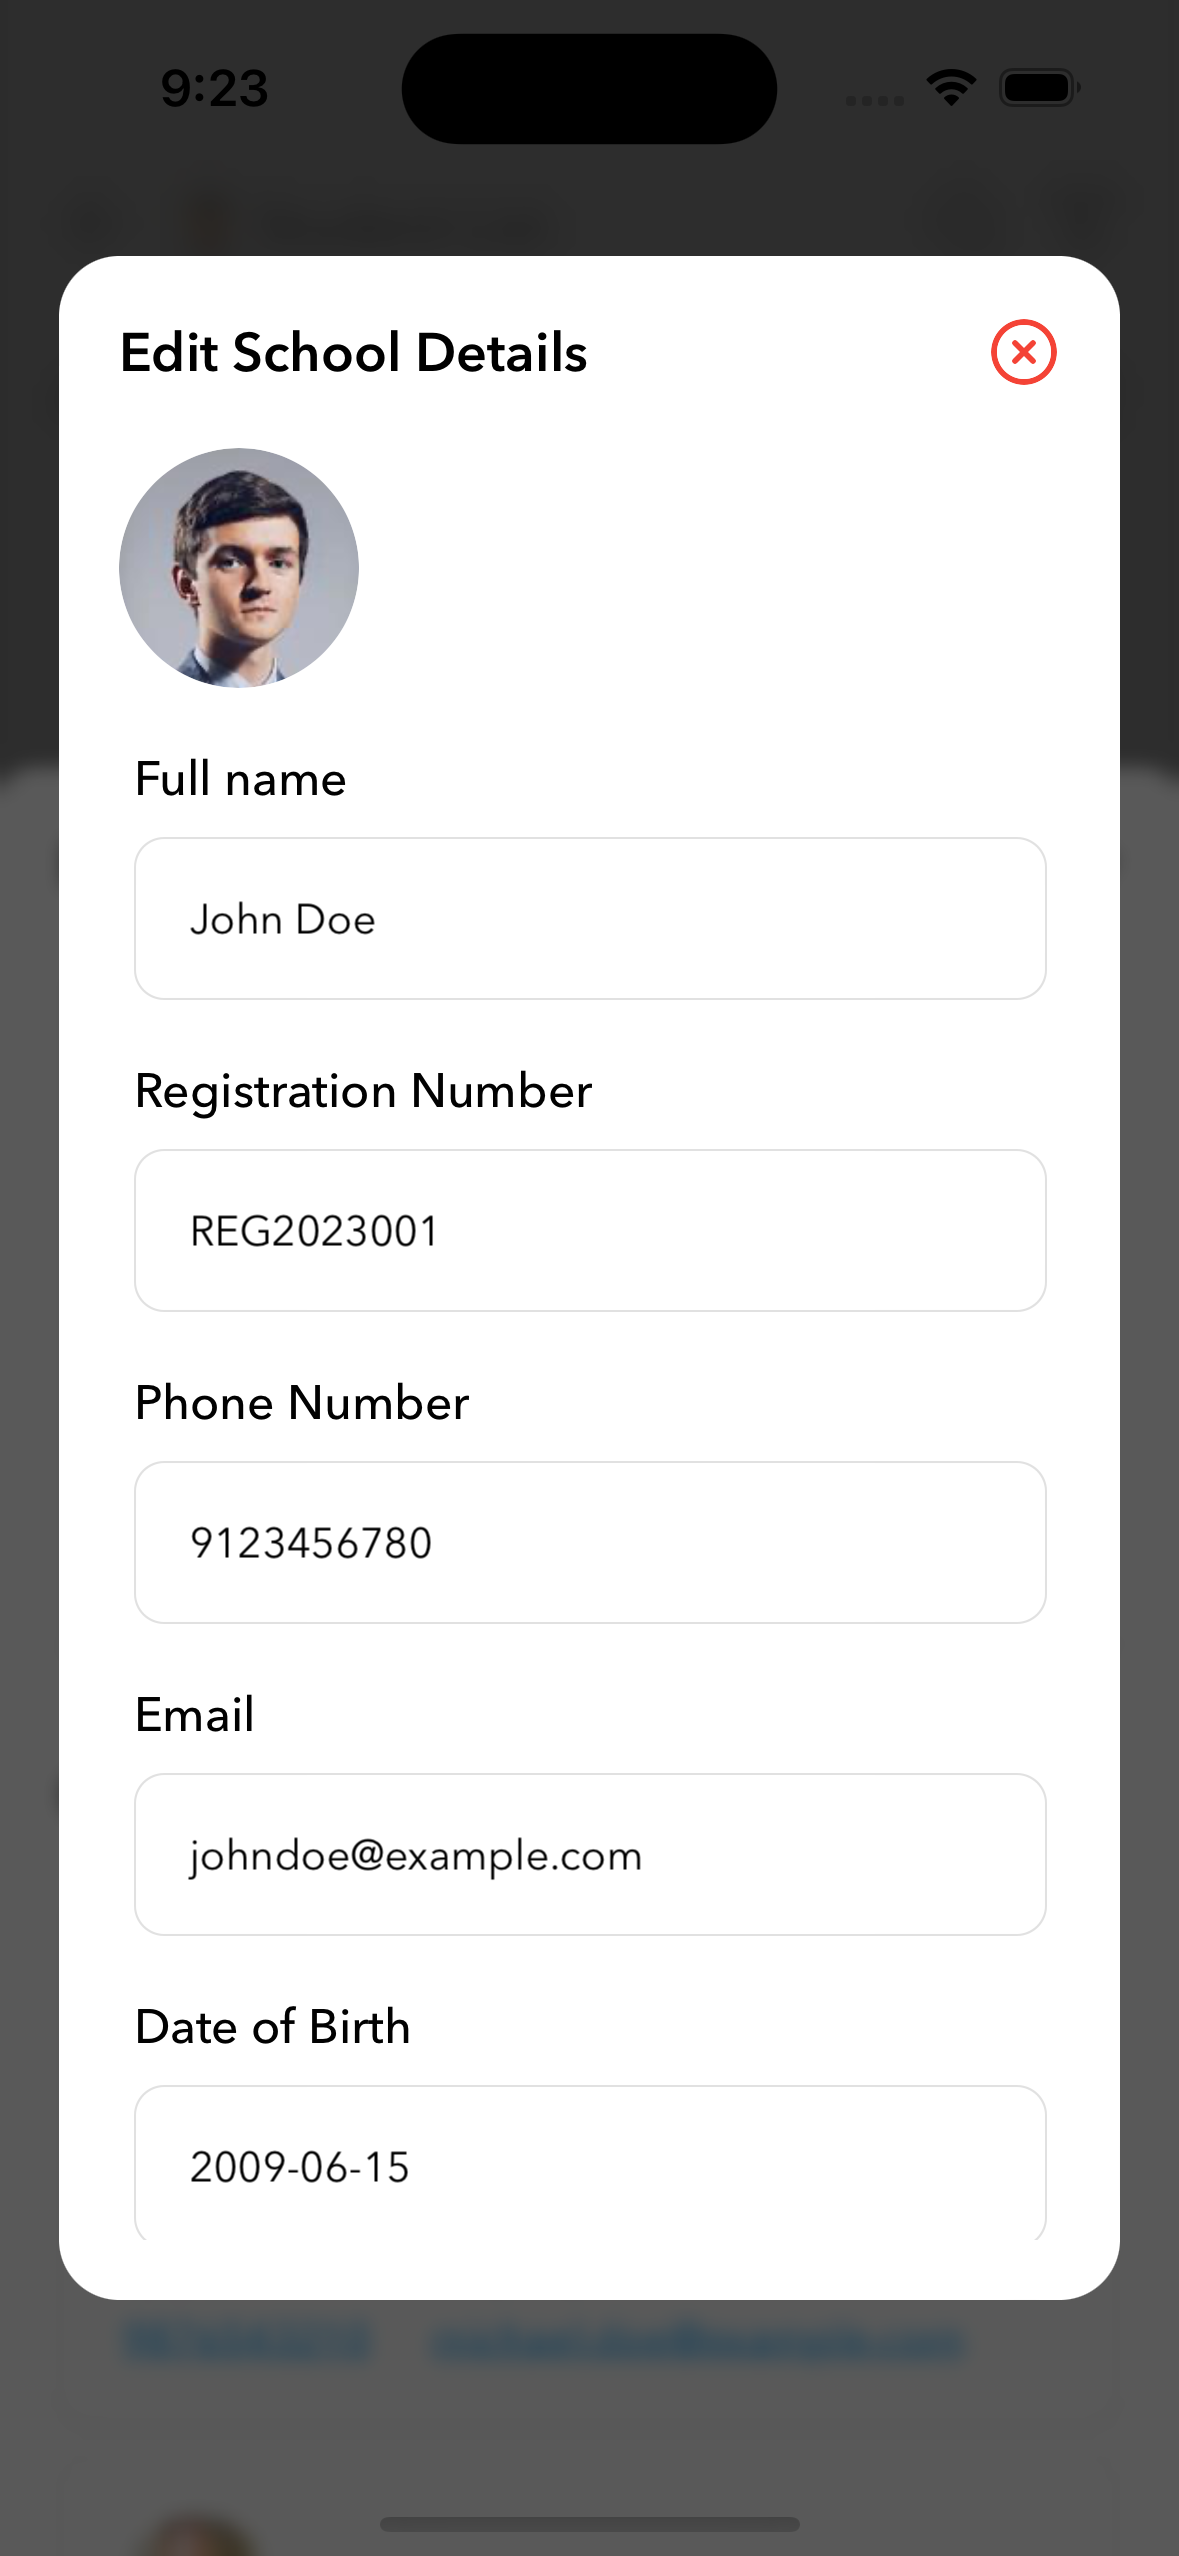 9:23
Edit School Details
Full name
John Doe
Registration Number
REG2023001
Phone Number
9123456780
Email
johndoe@example.com
Date of Birth
2009-06-15